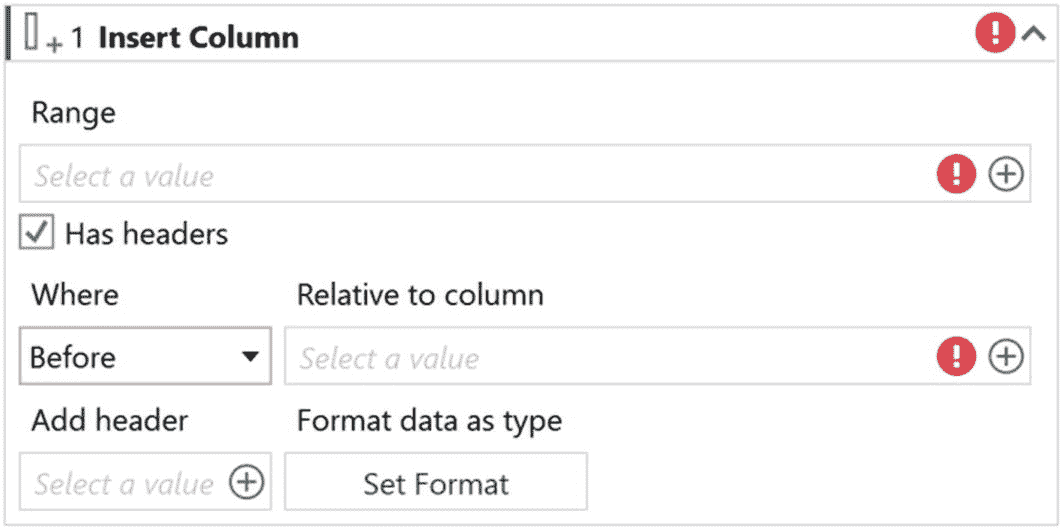 1 Insert Column
Range
Select a value
Has headers
Where Relative to column
Before Select a value
Add header Format data as type
Select a value Set Format